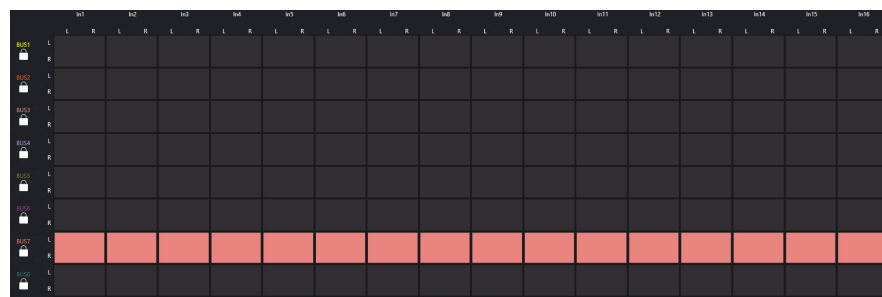 In1 In2 In3 In4 In5 In6 In7 In8 In9 In10 In11 In12 In13 In14 In15 In16
L R L R L R L R L R L R L R L R L R L R L R L R L R L R L R L R
BUS1 L
R
BUS2 L
R
BUS3 L
R
BUS4 L
R
BUS5 L
R
BUS6 L
R
BUS7 L
R
BUS8 L
R